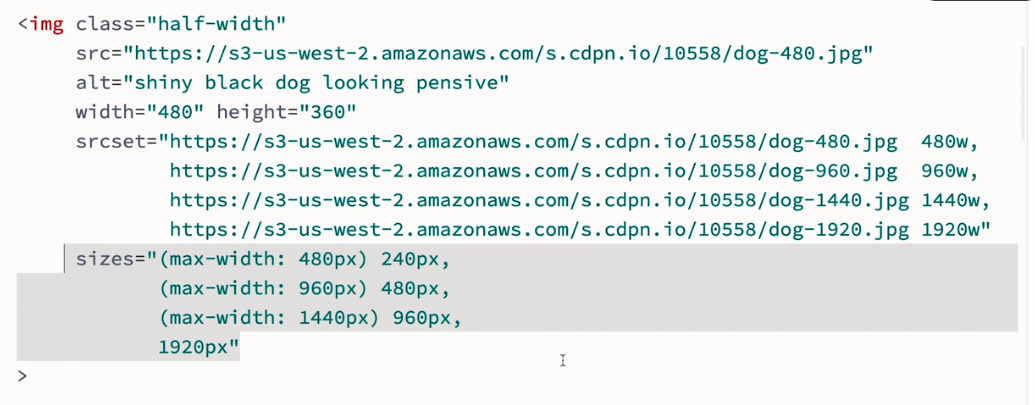 <img class="half-width"
src="https://s3-us-west-2.amazonaws.com/s.cdpn.io/10558/dog-480.jpg"
alt="shiny black dog looking pensive"
width="480" height="360"
srcset="https://s3-us-west-2.amazonaws.com/s.cdpn.io/10558/dog-480.jpg  480w,
https://s3-us-west-2.amazonaws.com/s.cdpn.io/10558/dog-960.jpg  960w,
https://s3-us-west-2.amazonaws.com/s.cdpn.io/10558/dog-1440.jpg 1440w,
https://s3-us-west-2.amazonaws.com/s.cdpn.io/10558/dog-1920.jpg 1920w"
sizes="(max-width: 480px) 240px,
(max-width: 960px) 480px,
(max-width: 1440px) 960px,
1920px"
>